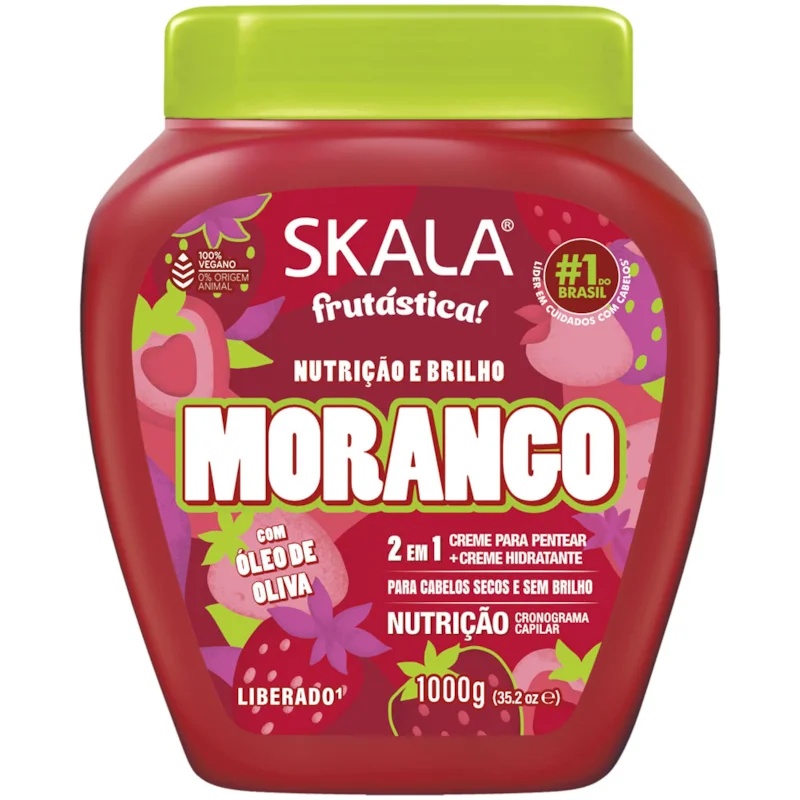 SKALA®
frutástica!
100%
VEGANO
0% ORIGEM
ANIMAL
#1 DO
BRASIL
LÍDER EM CUIDADOS COM CABELOS
NUTRIÇÃO E BRILHO
MORANGO
COM
ÓLEO DE
OLIVA
2 EM 1 CREME PARA PENTEAR
+CREME HIDRATANTE
PARA CABELOS SECOS E SEM BRILHO
NUTRIÇÃO CRONOGRAMA
CAPILAR
LIBERADO¹
1000g (35.2 oz ℮)